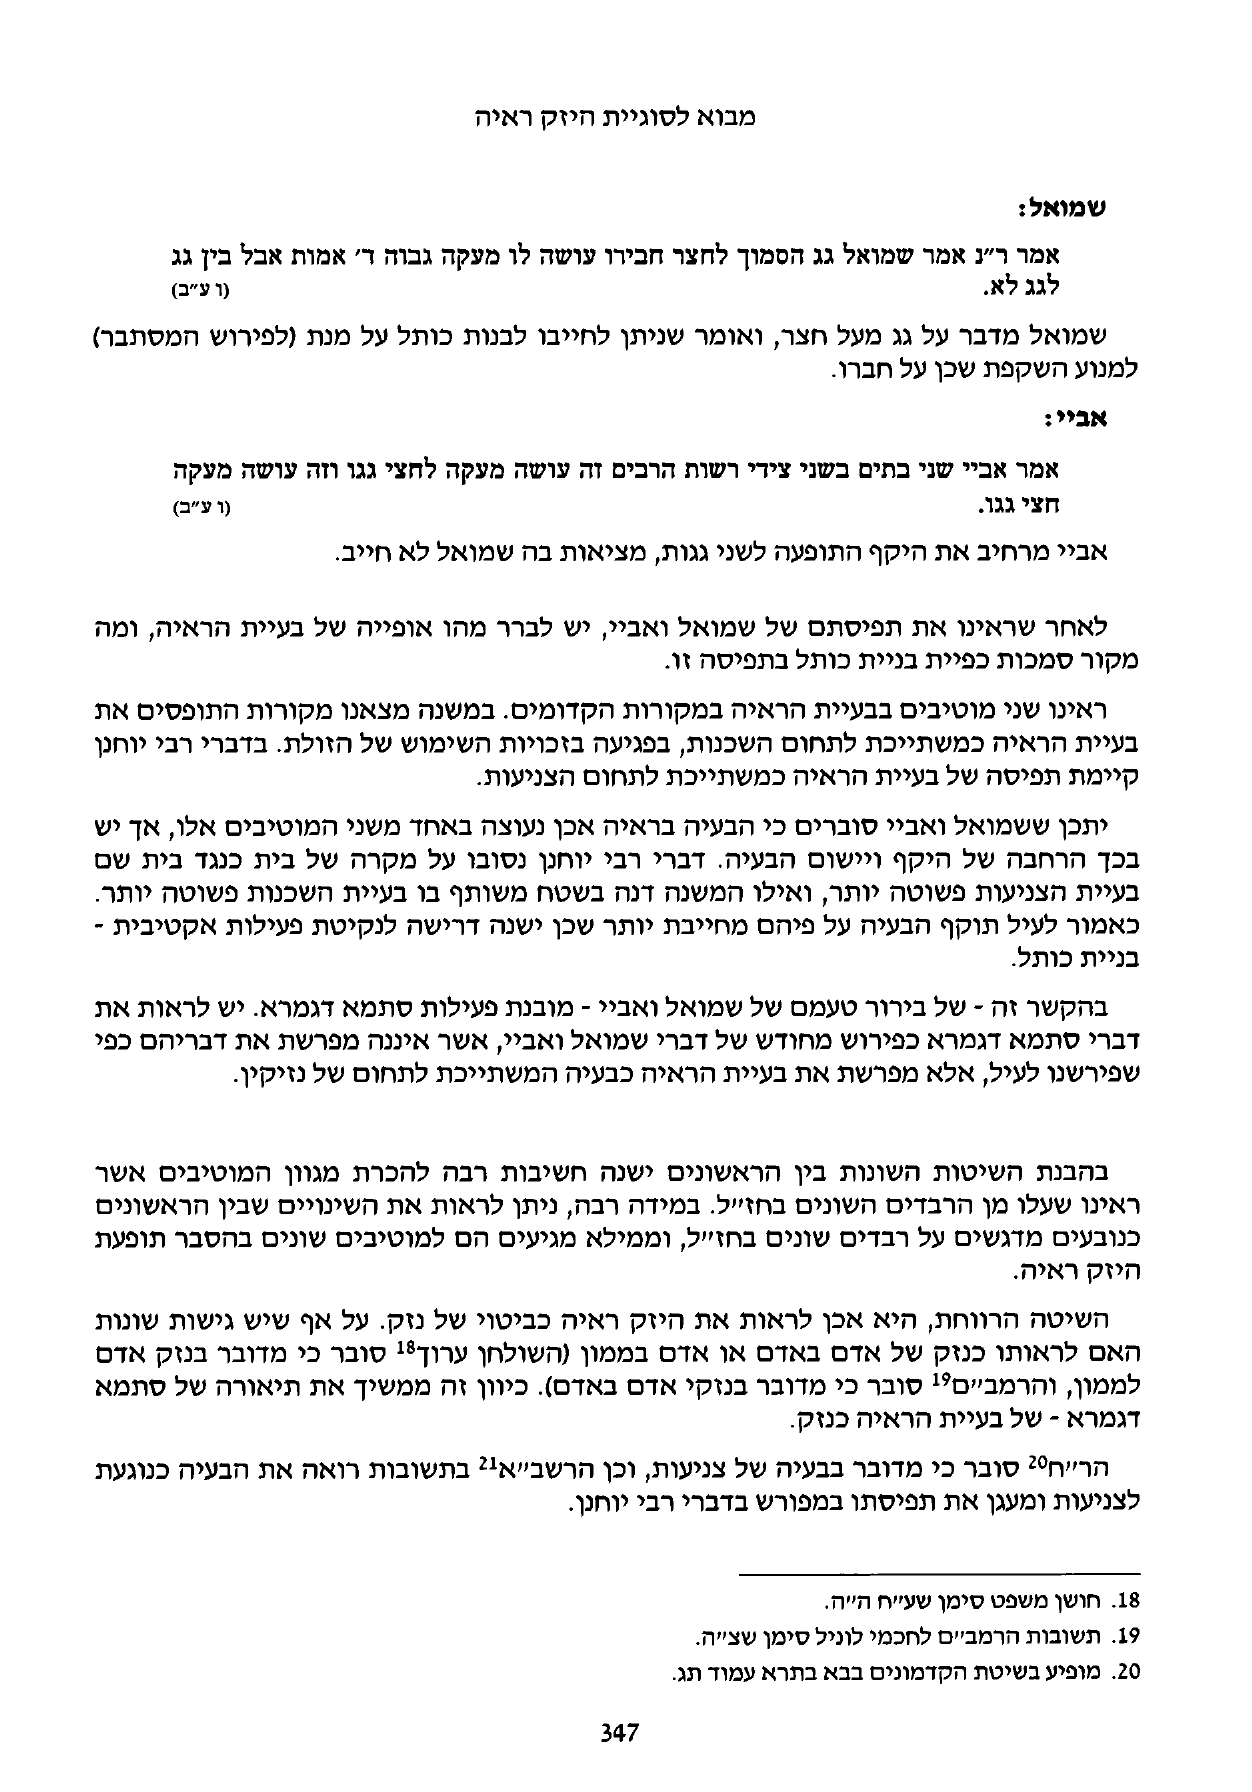 מבוא לסוגיית היזק ראיה
שמואל:
אמר ר"נ אמר שמואל גג הסמוך לחצר חבירו עושה לו מעקה גבוה ד' אמות אבל בין גג
לגג לא. (ו ע"ב)
שמואל מדבר על גג מעל חצר, ואומר שניתן לחייבו לבנות כותל על מנת (לפירוש המסתבר)
למנוע השקפת שכן על חברו.
אביי:
אמר אביי שני בתים בשני צידי רשות הרבים זה עושה מעקה לחצי גגו וזה עושה מעקה
חצי גגו. (ו ע"ב)
אביי מרחיב את היקף התופעה לשני גגות, מציאות בה שמואל לא חייב.
לאחר שראינו את תפיסתם של שמואל ואביי, יש לברר מהו אופייה של בעיית הראיה, ומה
מקור סמכות כפיית בניית כותל בתפיסה זו.
ראינו שני מוטיבים בבעיית הראיה במקורות הקדומים. במשנה מצאנו מקורות התופסים את
בעיית הראיה כמשתייכת לתחום השכנות, בפגיעה בזכויות השימוש של הזולת. בדברי רבי יוחנן
קיימת תפיסה של בעיית הראיה כמשתייכת לתחום הצניעות.
יתכן ששמואל ואביי סוברים כי הבעיה בראיה אכן נעוצה באחד משני המוטיבים אלו, אך יש
בכך הרחבה של היקף ויישום הבעיה. דברי רבי יוחנן נסובו על מקרה של בית כנגד בית שם
בעיית הצניעות פשוטה יותר, ואילו המשנה דנה בשטח משותף בו בעיית השכנות פשוטה יותר.
כאמור לעיל תוקף הבעיה על פיהם מחייבת יותר שכן ישנה דרישה לנקיטת פעילות אקטיבית -
בניית כותל.
בהקשר זה - של בירור טעמם של שמואל ואביי - מובנת פעילות סתמא דגמרא. יש לראות את
דברי סתמא דגמרא כפירוש מחודש של דברי שמואל ואביי, אשר איננה מפרשת את דבריהם כפי
שפירשנו לעיל, אלא מפרשת את בעיית הראיה כבעיה המשתייכת לתחום של נזיקין.
בהבנת השיטות השונות בין הראשונים ישנה חשיבות רבה להכרת מגוון המוטיבים אשר
ראינו שעלו מן הרבדים השונים בחז"ל. במידה רבה, ניתן לראות את השינויים שבין הראשונים
כנובעים מדגשים על רבדים שונים בחז"ל, וממילא מגיעים הם למוטיבים שונים בהסבר תופעת
היזק ראיה.
השיטה הרווחת, היא אכן לראות את היזק ראיה כביטוי של נזק. על אף שיש גישות שונות
האם לראותו כנזק של אדם באדם או אדם בממון (השולחן ערוך18 סובר כי מדובר בנזק אדם
לממון, והרמב"ם19 סובר כי מדובר בנזקי אדם באדם). כיוון זה ממשיך את תיאורה של סתמא
דגמרא - של בעיית הראיה כנזק.
הר"ח20 סובר כי מדובר בבעיה של צניעות, וכן הרשב"א21 בתשובות רואה את הבעיה כנוגעת
לצניעות ומעגן את תפיסתו במפורש בדברי רבי יוחנן.
18. חושן משפט סימן שע"ח ה"ה.
19. תשובות הרמב"ם לחכמי לוניל סימן שצ"ה.
20. מופיע בשיטת הקדמונים בבא בתרא עמוד תג.
347